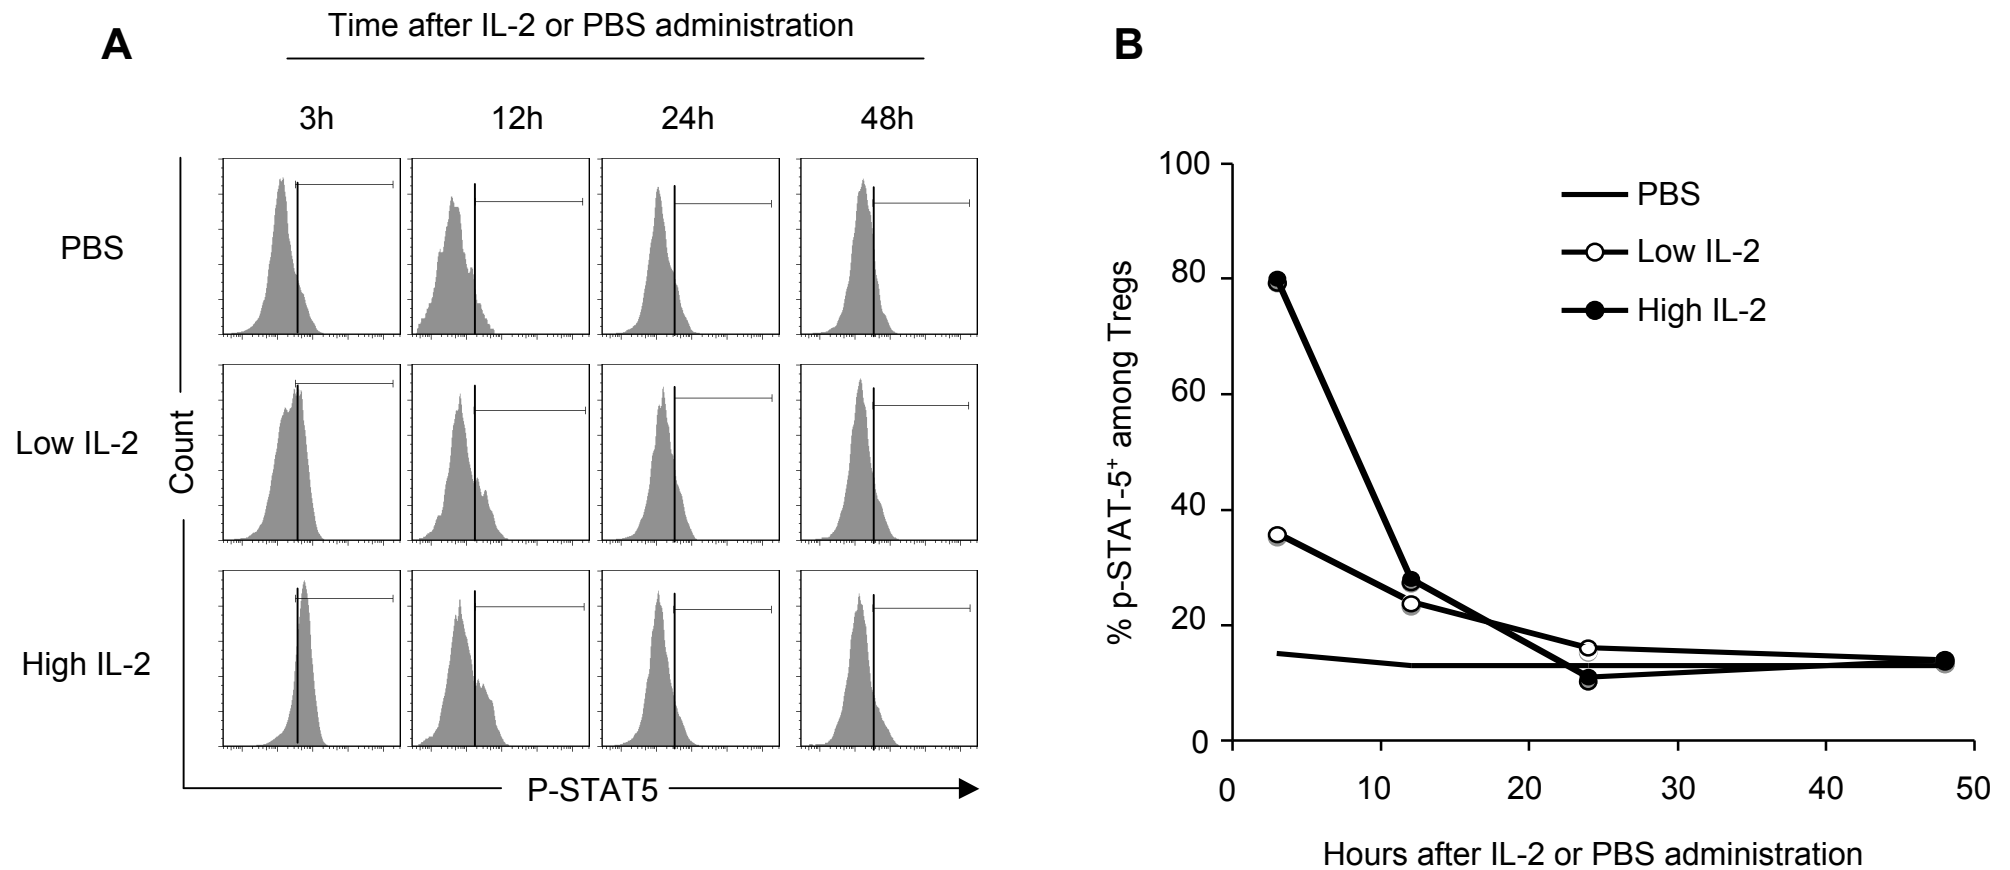 A
Time after IL-2 or PBS administration
3h 12h 24h 48h
PBS
Low IL-2
High IL-2
Count
P-STAT5
B
% p-STAT-5⁺ among Tregs
100
80
60
40
20
0
PBS
Low IL-2
High IL-2
0 10 20 30 40 50
Hours after IL-2 or PBS administration